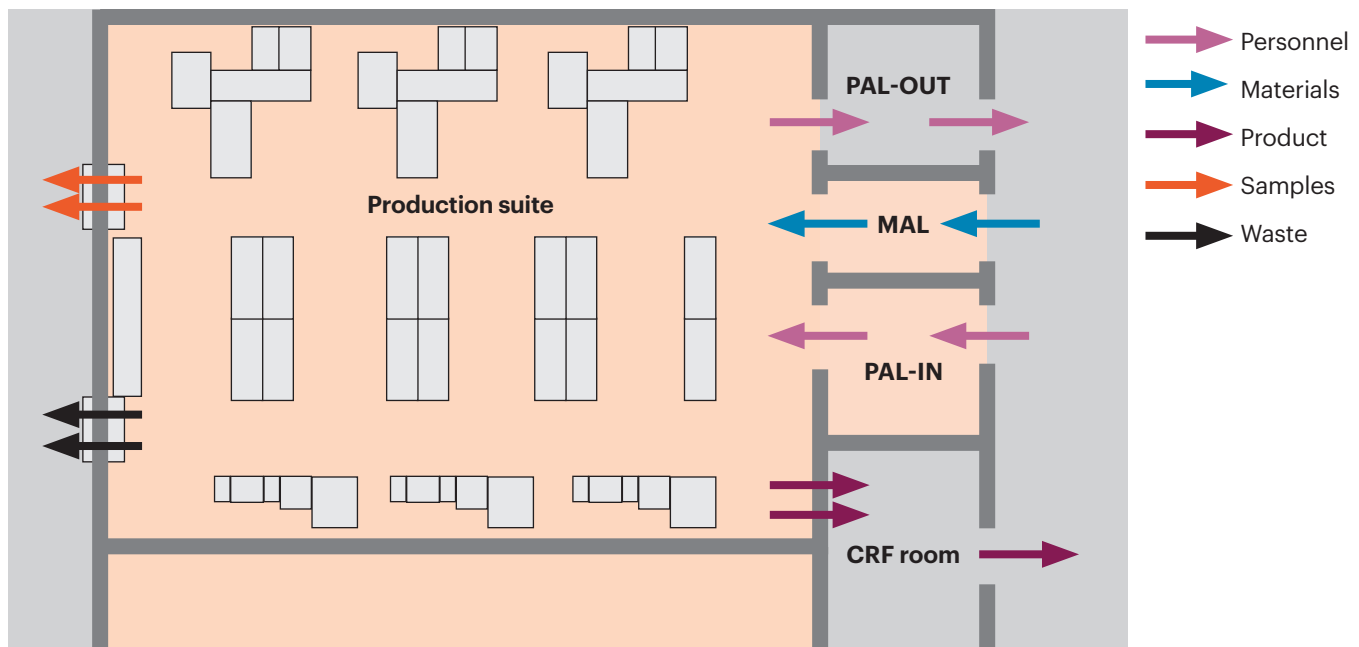 PAL-OUT
Production suite
MAL
PAL-IN
CRF room
Personnel
Materials
Product
Samples
Waste